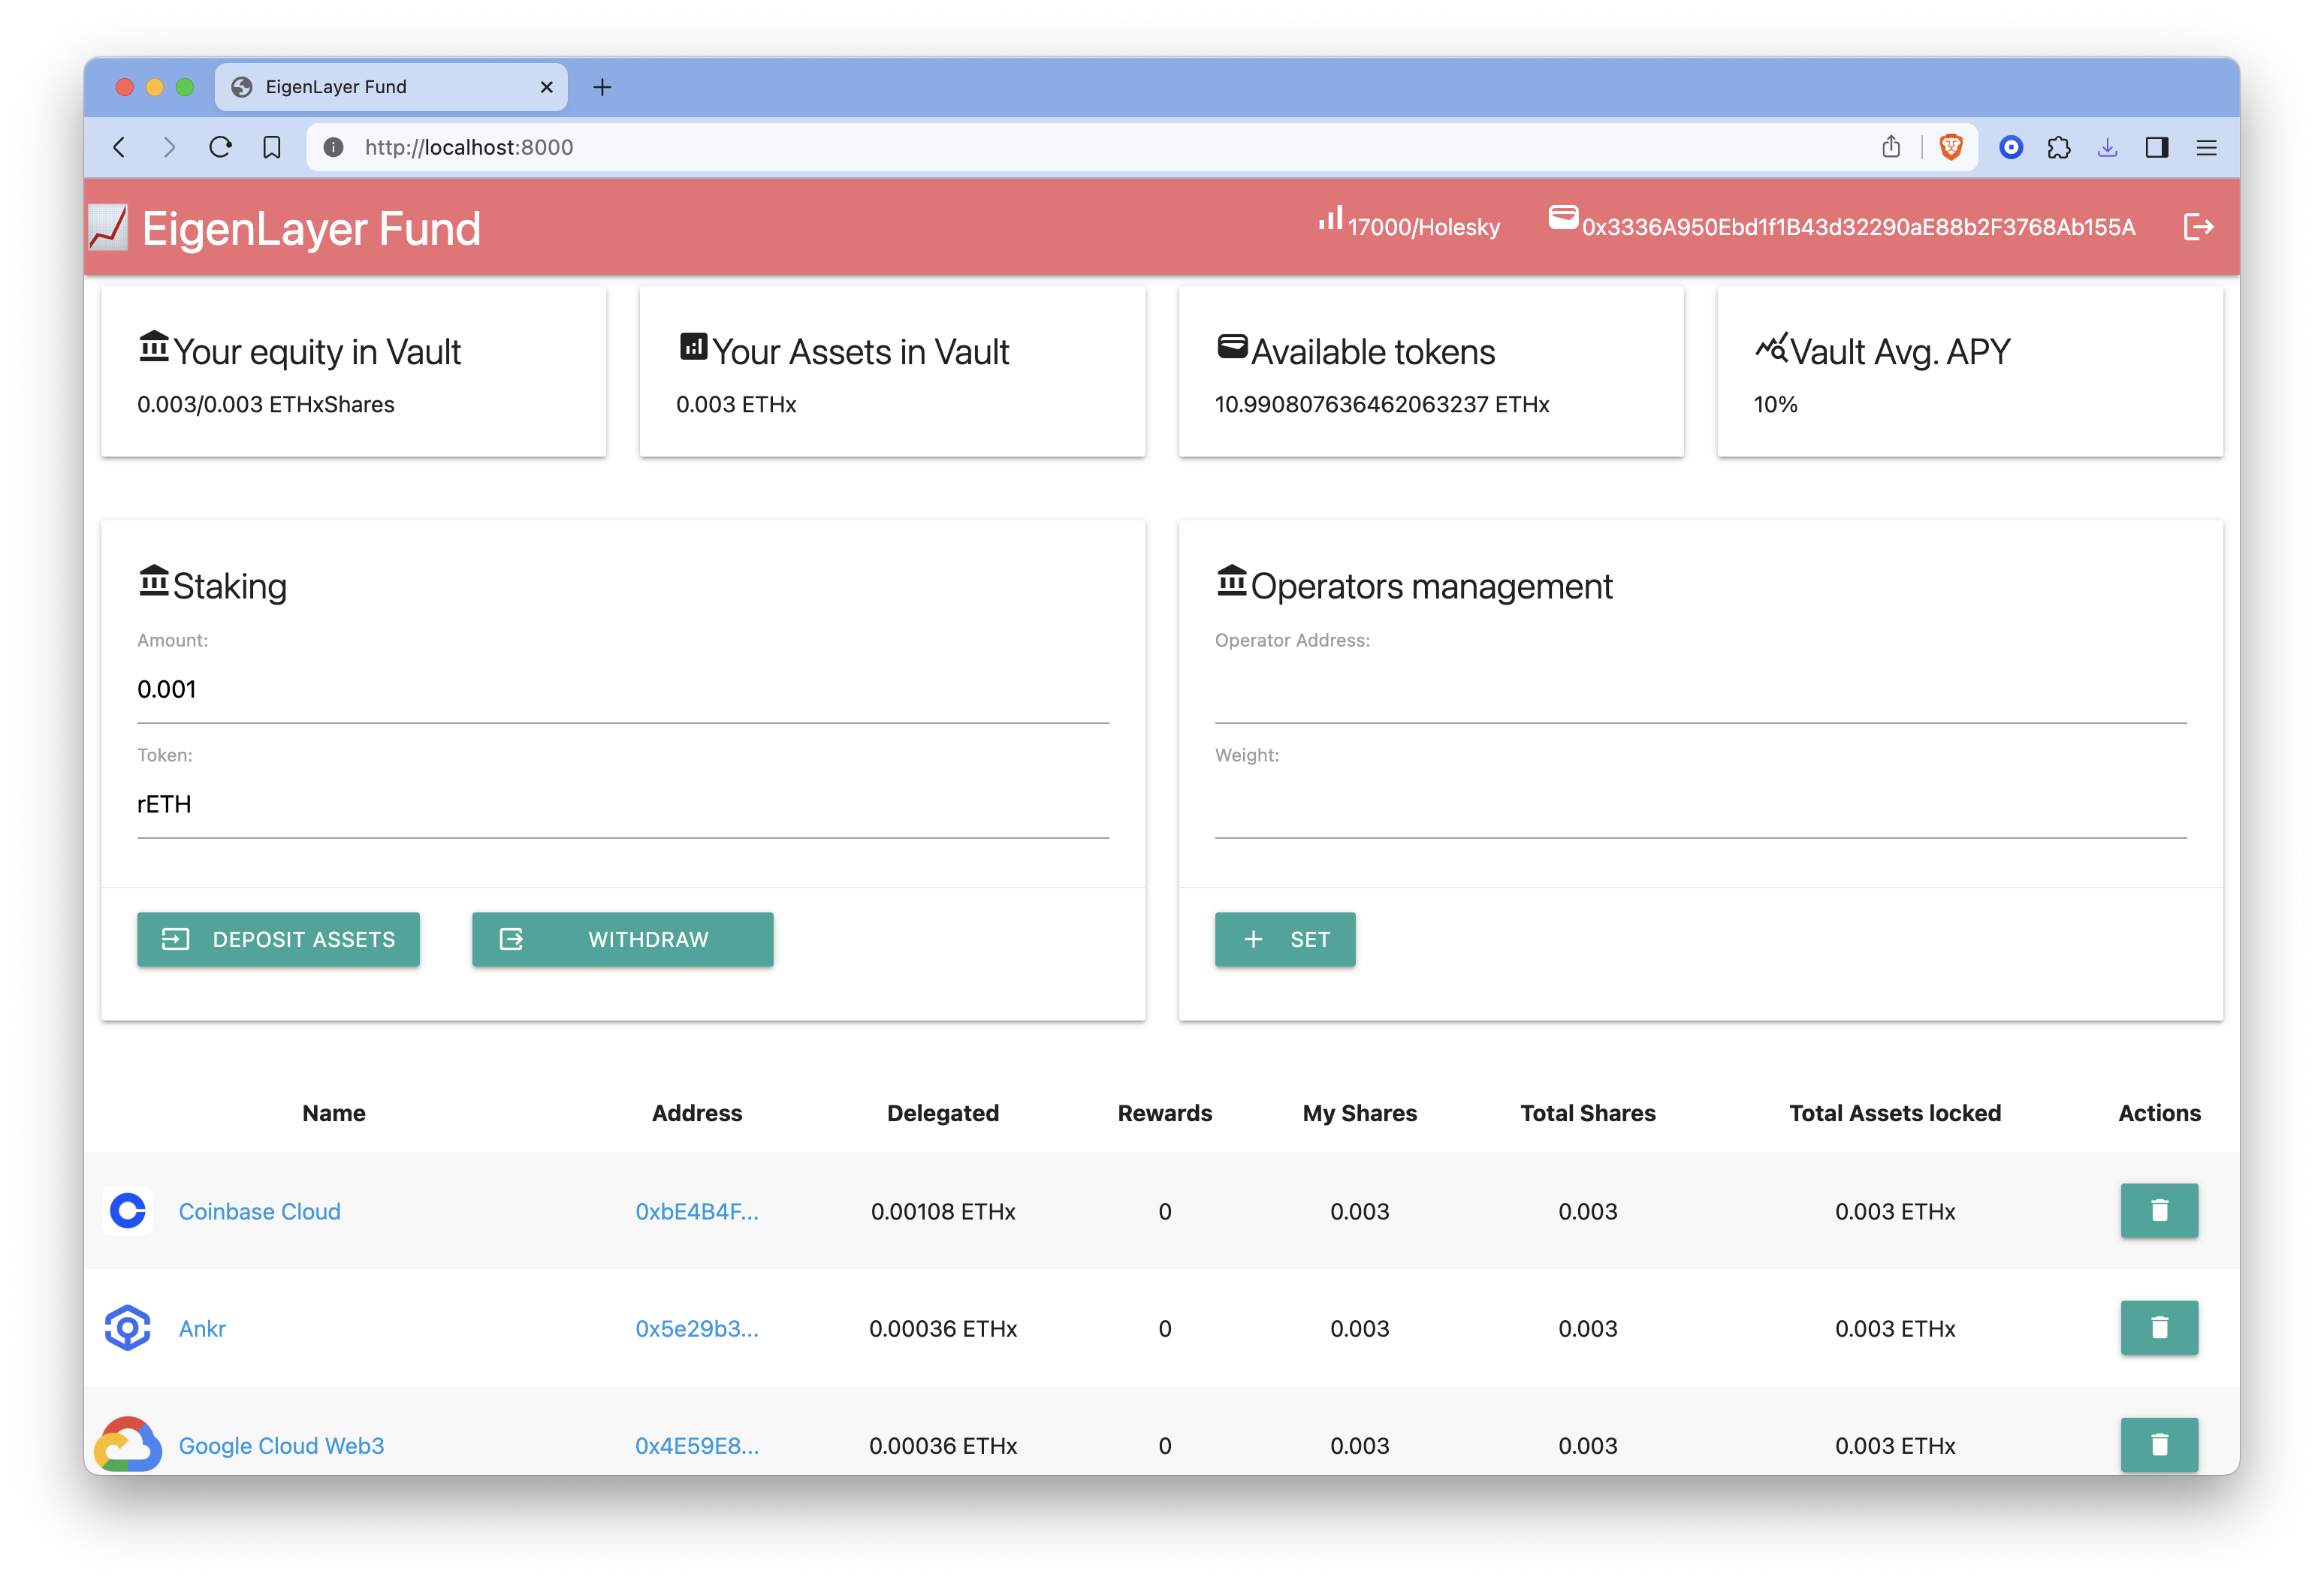 EigenLayer Fund
http://localhost:8000
EigenLayer Fund
17000/Holesky
0x3336A950Ebd1f1B43d32290aE88b2F3768Ab155A
Your equity in Vault
0.003/0.003 ETHxShares
Your Assets in Vault
0.003 ETHx
Available tokens
10.990807636462063237 ETHx
Vault Avg. APY
10%
Staking
Amount:
0.001
Token:
rETH
DEPOSIT ASSETS
WITHDRAW
Operators management
Operator Address:
Weight:
SET
Name Address Delegated Rewards My Shares Total Shares Total Assets locked Actions
Coinbase Cloud 0xbE4B4F... 0.00108 ETHx 0 0.003 0.003 0.003 ETHx
Ankr 0x5e29b3... 0.00036 ETHx 0 0.003 0.003 0.003 ETHx
Google Cloud Web3 0x4E59E8... 0.00036 ETHx 0 0.003 0.003 0.003 ETHx